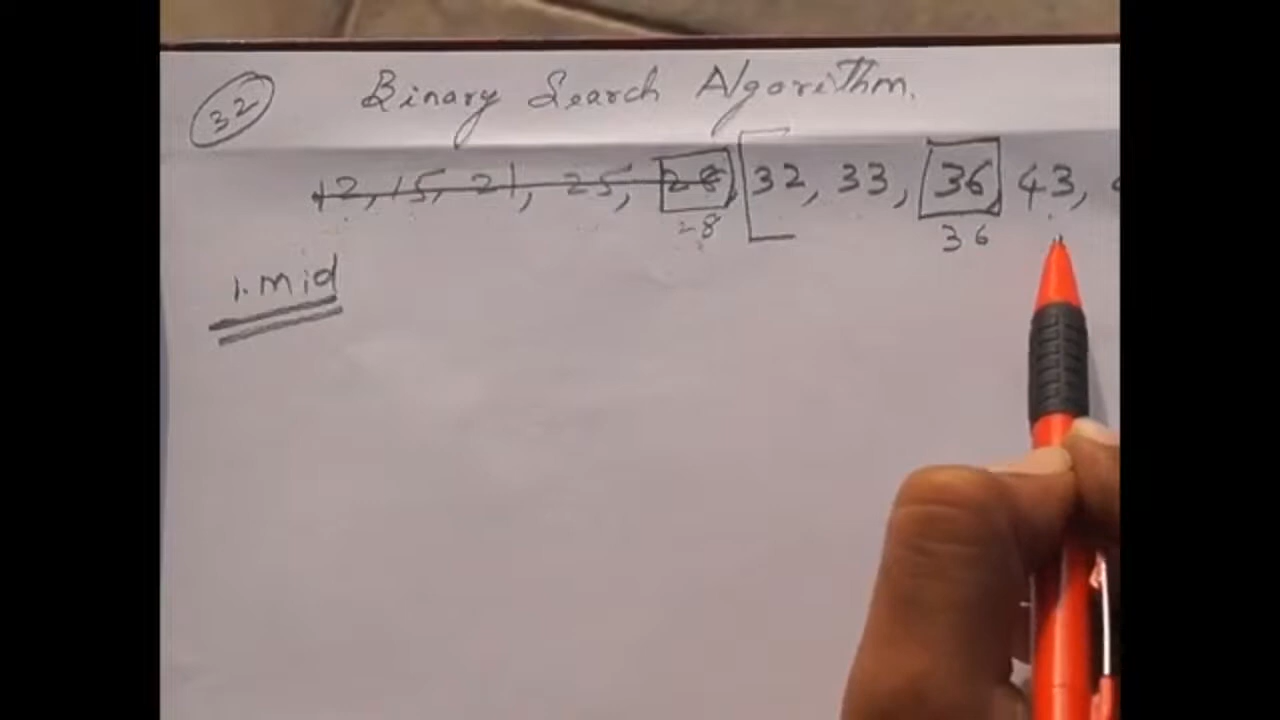 32
Binary Search Algorithm.
12, 15, 21, 25, 28, 32, 33, 36, 43,
28 36
1. mid